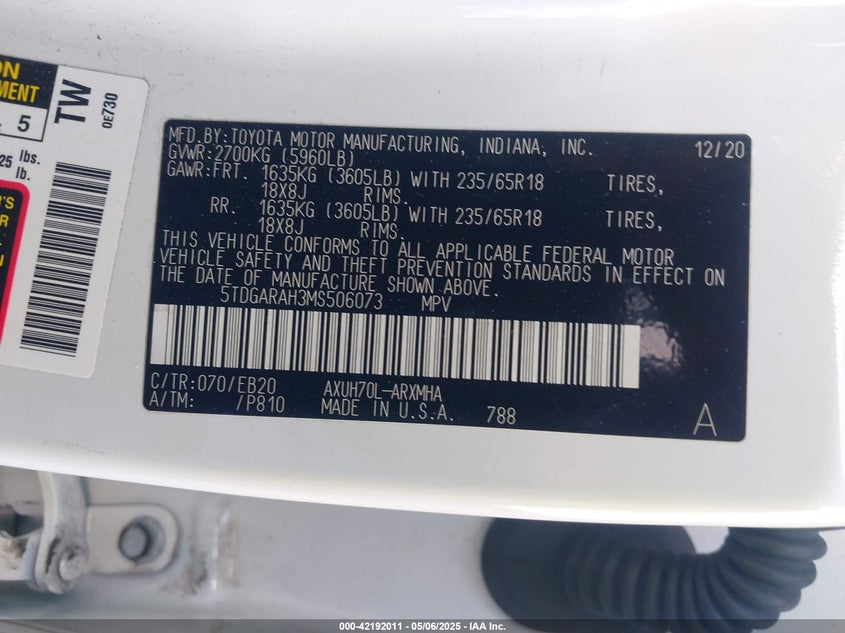 ON
MENT
5
25 lbs.
lb.
'S
R
TW
0E730
MFD.BY:TOYOTA MOTOR MANUFACTURING, INDIANA, INC. 12/20
GVWR:2700KG (5960LB)
GAWR:FRT. 1635KG (3605LB) WITH 235/65R18 TIRES,
18X8J RIMS.
RR. 1635KG (3605LB) WITH 235/65R18 TIRES,
18X8J RIMS.
THIS VEHICLE CONFORMS TO ALL APPLICABLE FEDERAL MOTOR
VEHICLE SAFETY AND THEFT PREVENTION STANDARDS IN EFFECT ON
THE DATE OF MANUFACTURE SHOWN ABOVE.
5TDGARAH3MS506073 MPV
C/TR:070/EB20 AXUH70L-ARXMHA
A/TM: /P810 MADE IN U.S.A. 788
A
000-42192011 - 05/06/2025 - IAA Inc.